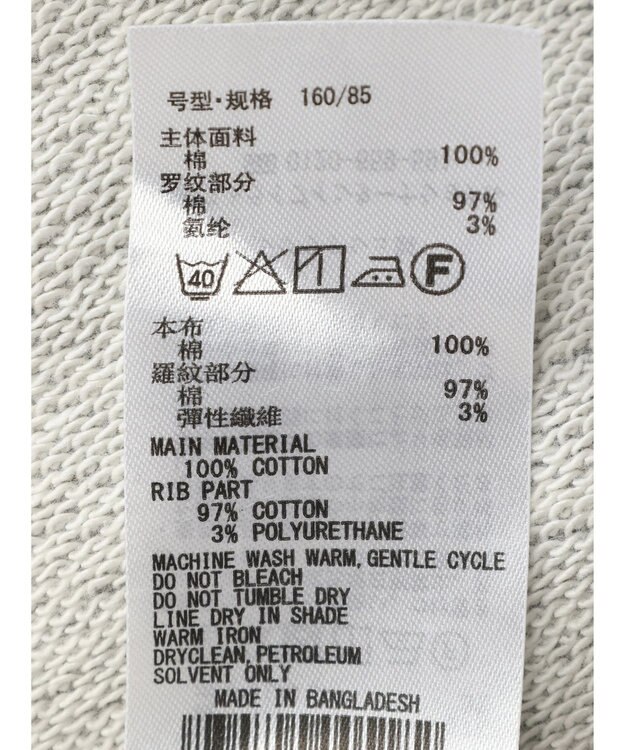 号型·规格 160/85
主体面料
棉 100%
罗纹部分
棉 97%
氨纶 3%
40
F
本布
棉 100%
羅紋部分
棉 97%
彈性纖維 3%
MAIN MATERIAL
100% COTTON
RIB PART
97% COTTON
3% POLYURETHANE
MACHINE WASH WARM, GENTLE CYCLE
DO NOT BLEACH
DO NOT TUMBLE DRY
LINE DRY IN SHADE
WARM IRON
DRYCLEAN, PETROLEUM
SOLVENT ONLY
MADE IN BANGLADESH